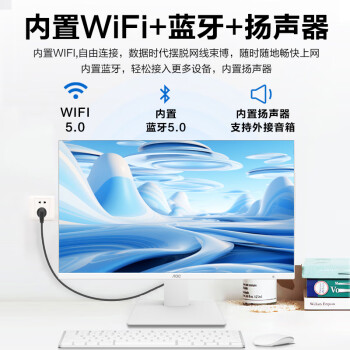 内置WiFi+蓝牙+扬声器
内置WIFI,自由连接，数据时代摆脱网线束博，随时随地畅快上网
内置蓝牙，轻松接入更多设备，内置扬声器
WIFI
5.0
内置
蓝牙5.0
内置扬声器
支持外接音箱